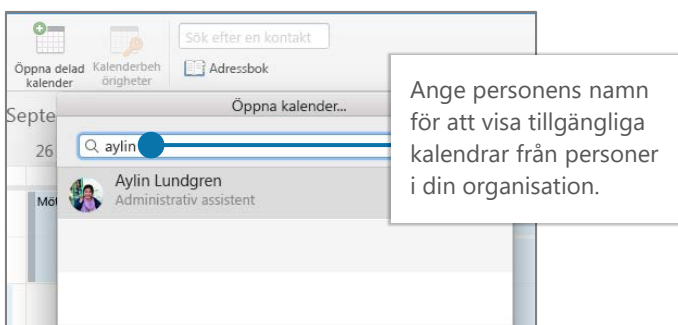 Sök efter en kontakt
Öppna delad
kalender
Kalenderbeh
örigheter
Adressbok
Septe
26
Öppna kalender...
aylin
Aylin Lundgren
Administrativ assistent
Möt
Ange personens namn
för att visa tillgängliga
kalendrar från personer
i din organisation.